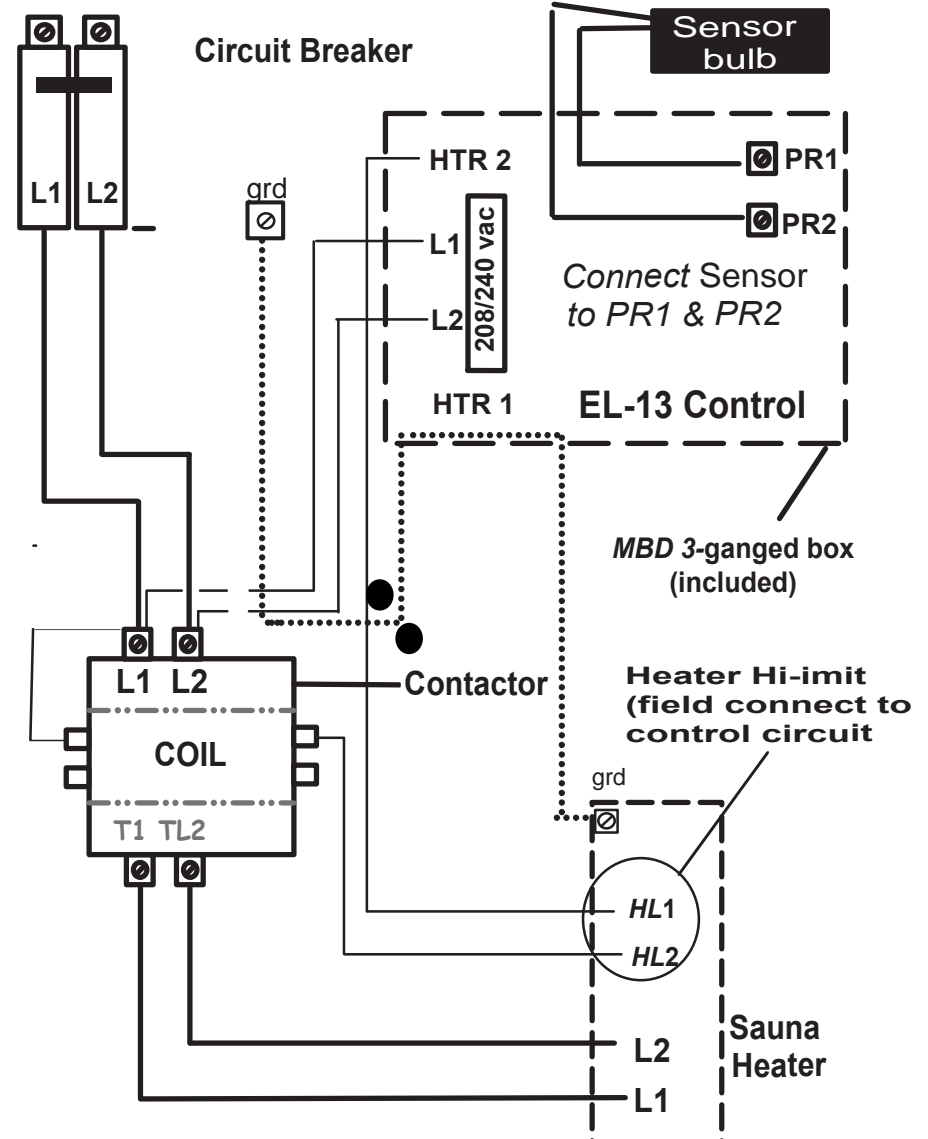 Circuit Breaker
Sensor
bulb
L1 L2
grd
HTR 2
PR1
PR2
L1
L2
208/240 vac
Connect Sensor
to PR1 & PR2
HTR 1
EL-13 Control
MBD 3-ganged box
(included)
L1 L2
Contactor
COIL
T1 TL2
Heater Hi-imit
(field connect to
control circuit
grd
HL1
HL2
L2
L1
Sauna
Heater